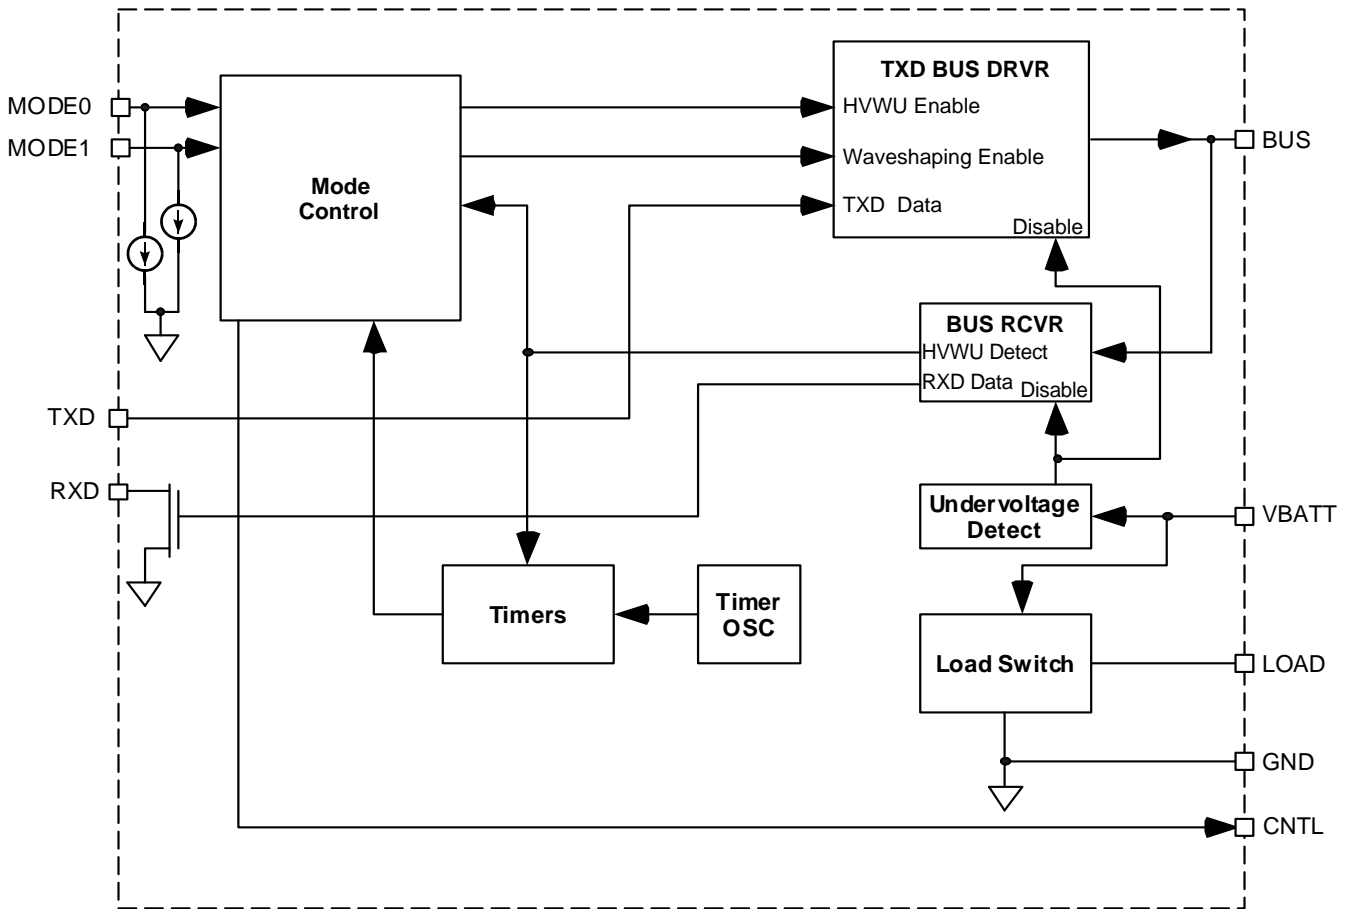 TXD BUS DRVR
MODE0
HVWU Enable
MODE1
BUS
Waveshaping Enable
Mode
Control
TXD Data
Disable
BUS RCVR
HVWU Detect
RXD Data
Disable
TXD
RXD
Undervoltage
Detect
VBATT
Timers
Timer
OSC
Load Switch
LOAD
GND
CNTL